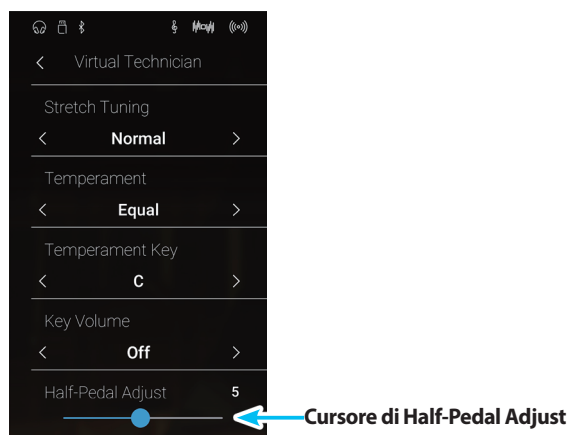 Virtual Technician
Stretch Tuning
Normal
Temperament
Equal
Temperament Key
C
Key Volume
Off
Half-Pedal Adjust 5
Cursore di Half-Pedal Adjust